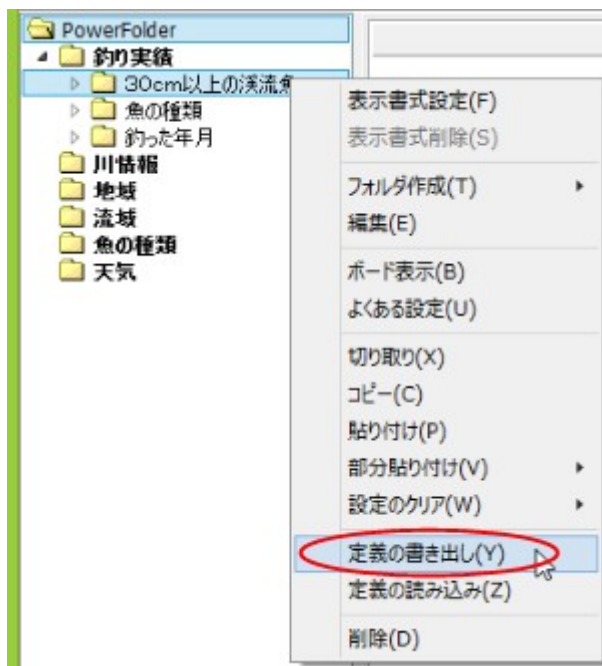 PowerFolder
釣り実績
30cm以上の渓流魚
魚の種類
釣った年月
川情報
地域
流域
魚の種類
天気
表示書式設定(F)
表示書式削除(S)
フォルダ作成(T)
編集(E)
ボード表示(B)
よくある設定(U)
切り取り(X)
コピー(C)
貼り付け(P)
部分貼り付け(V)
設定のクリア(W)
定義の書き出し(Y)
定義の読み込み(Z)
削除(D)